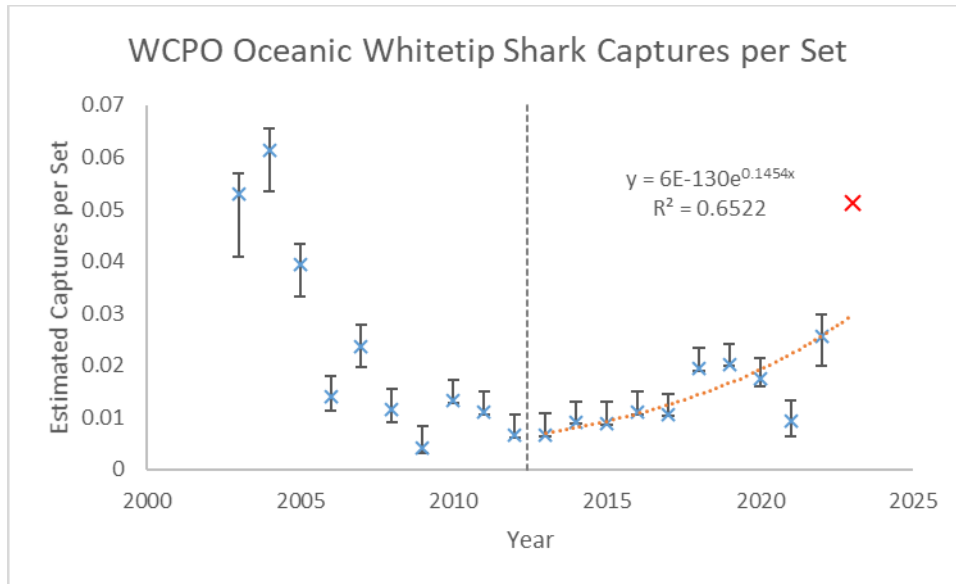 WCPO Oceanic Whitetip Shark Captures per Set
Estimated Captures per Set
0.07
0.06
0.05
0.04
0.03
0.02
0.01
0
y = 6E-130e^0.1454x
R² = 0.6522
2000
2005
2010
2015
2020
2025
Year